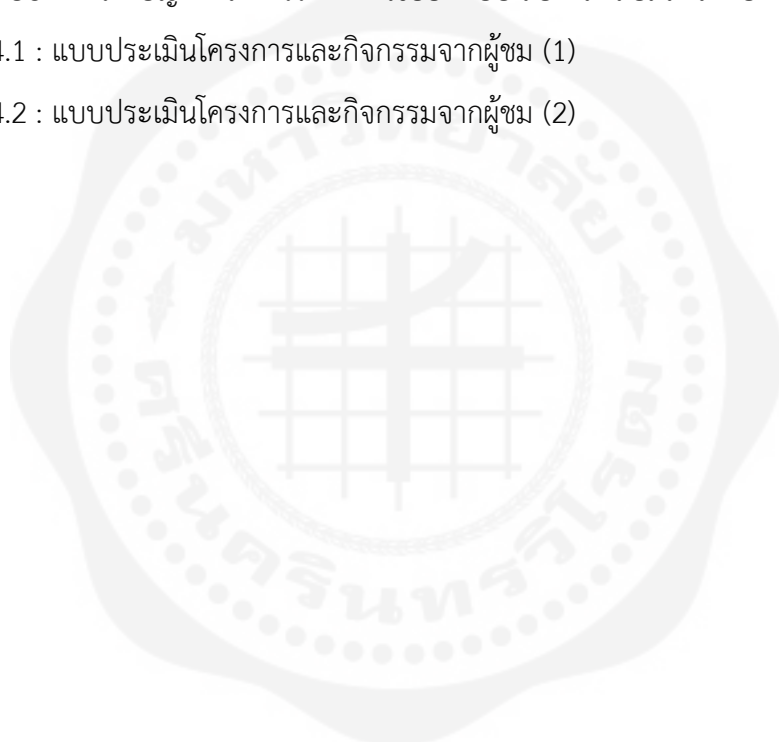 4.1 : แบบประเมินโครงการและกิจกรรมจากผู้ชม (1)
4.2 : แบบประเมินโครงการและกิจกรรมจากผู้ชม (2)
มหาวิทยาลัย
ศรีนครินทรวิโรฒ